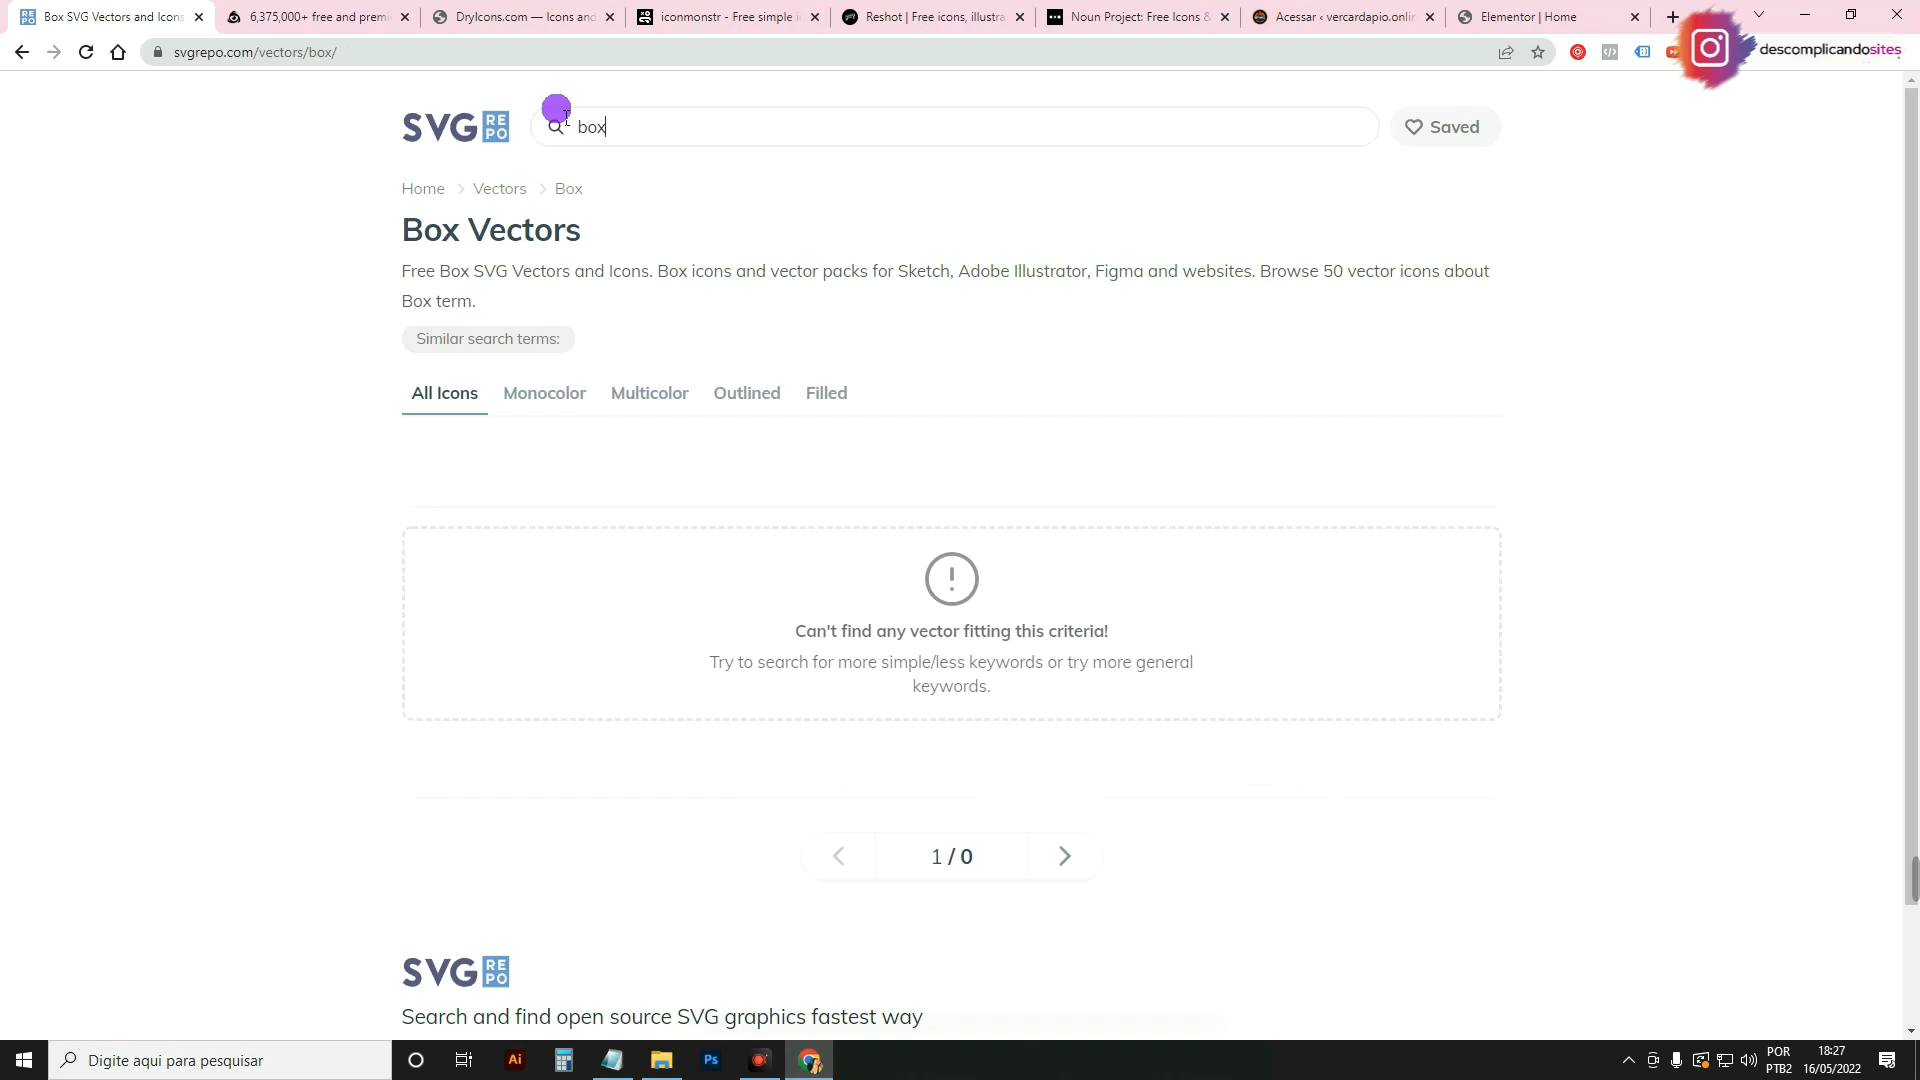 Box SVG Vectors and Icons
6,375,000+ free and premi
DryIcons.com — Icons and
iconmonstr - Free simple i
Reshot | Free icons, illustra
Noun Project: Free Icons &
Acessar ‹ vercardapio.onlin
Elementor | Home
svgrepo.com/vectors/box/
descomplicandosites
SVG RE PO
box
Saved
Home > Vectors > Box
Box Vectors
Free Box SVG Vectors and Icons. Box icons and vector packs for Sketch, Adobe Illustrator, Figma and websites. Browse 50 vector icons about
Box term.
Similar search terms:
All Icons Monocolor Multicolor Outlined Filled
Can't find any vector fitting this criteria!
Try to search for more simple/less keywords or try more general
keywords.
1 / 0
SVG RE PO
Search and find open source SVG graphics fastest way
Digite aqui para pesquisar
Ai
Ps
POR
PTB2
18:27
16/05/2022